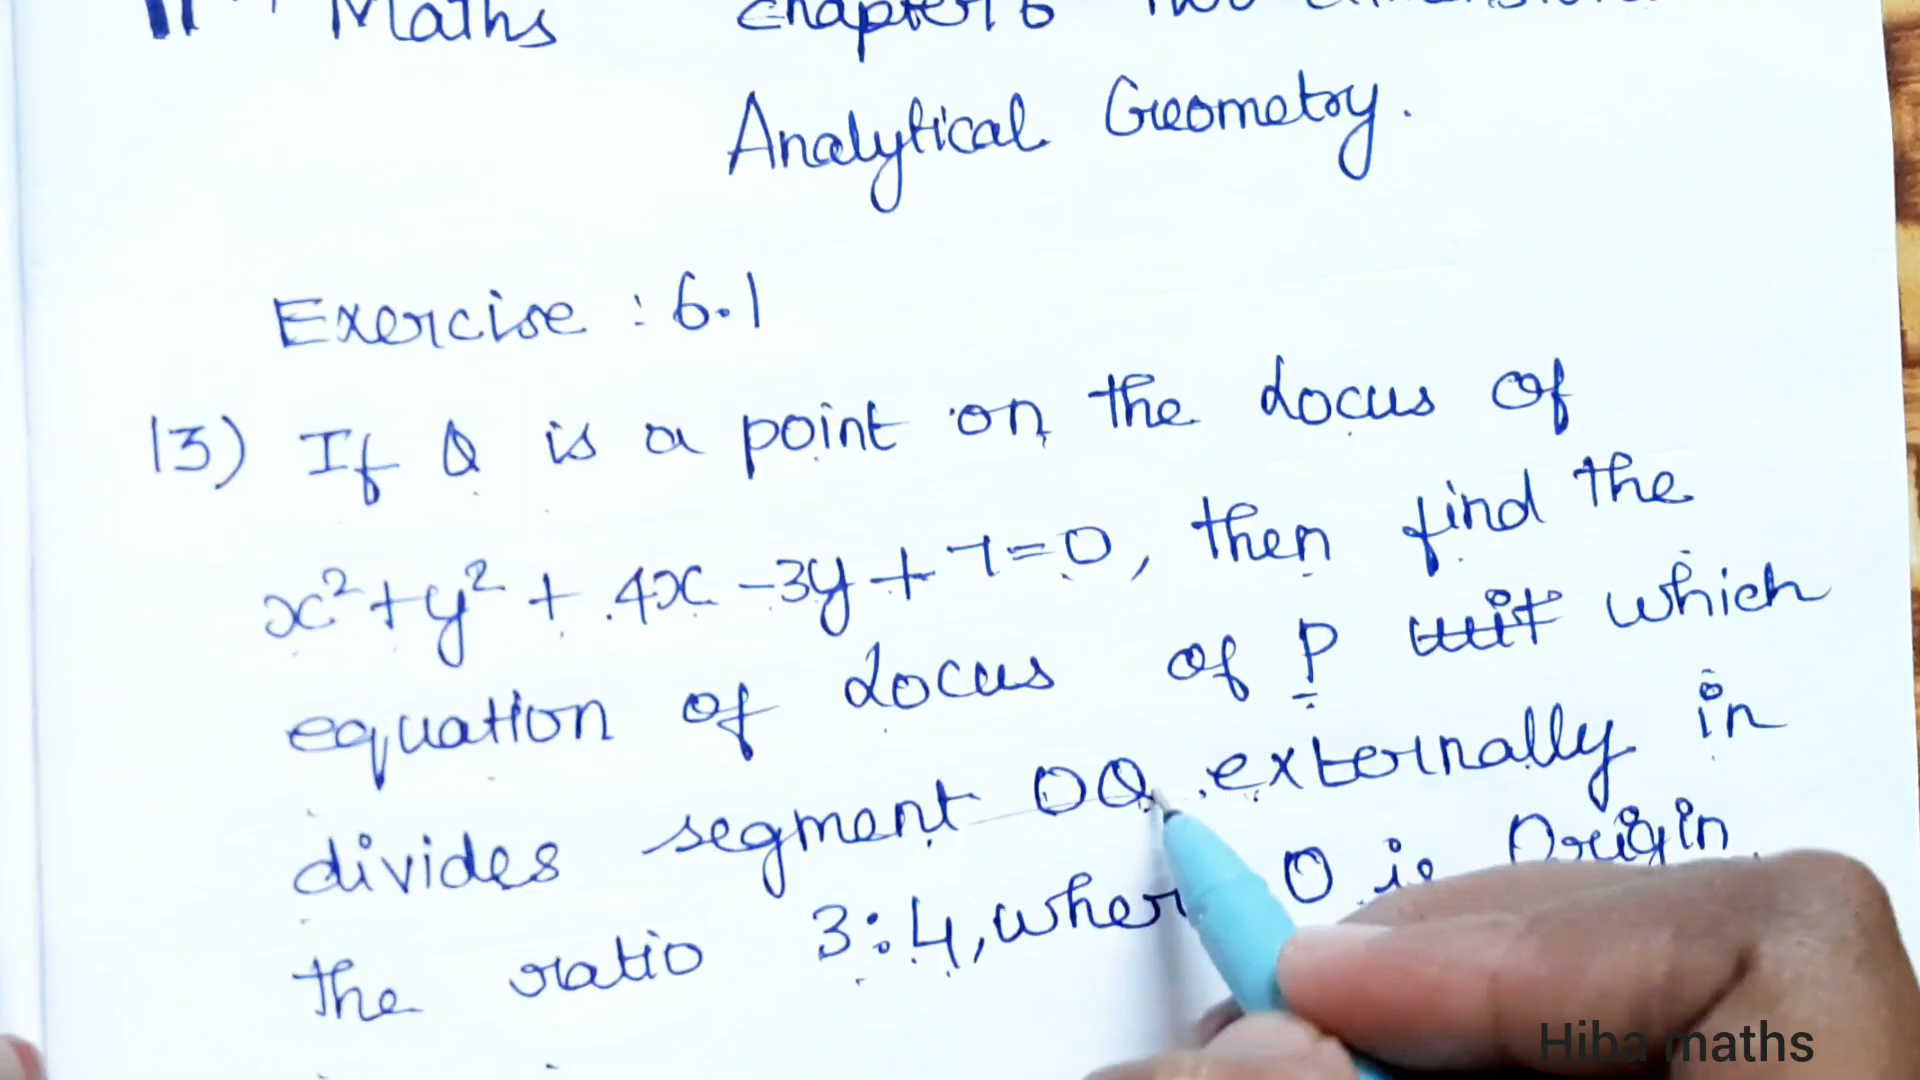 Maths Chapter 6
Analytical Geometry.
Exercise : 6.1
13) If Q is a point on the Locus of
x² + y² + 4x - 3y + 7 = 0, then find the
equation of Locus of P which
divides segment OQ externally in
the ratio 3:4, where O is Origin
Hiba maths